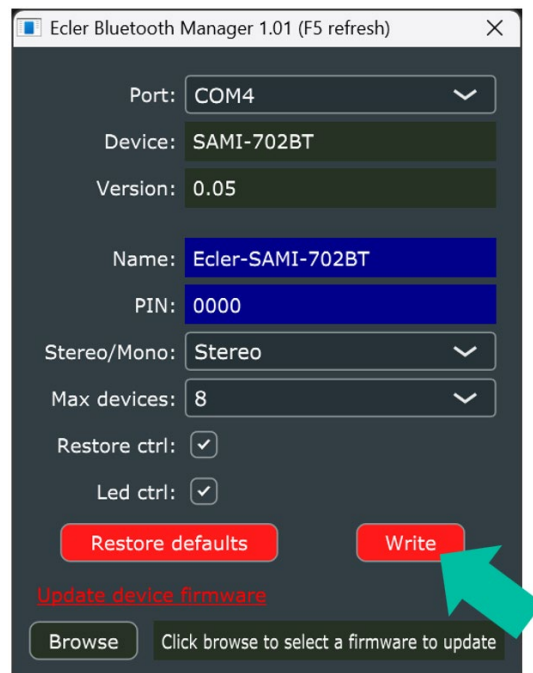 Ecler Bluetooth Manager 1.01 (F5 refresh)
Port: COM4
Device: SAMI-702BT
Version: 0.05
Name: Ecler-SAMI-702BT
PIN: 0000
Stereo/Mono: Stereo
Max devices: 8
Restore ctrl:
Led ctrl:
Restore defaults Write
Update device firmware
Browse Click browse to select a firmware to update